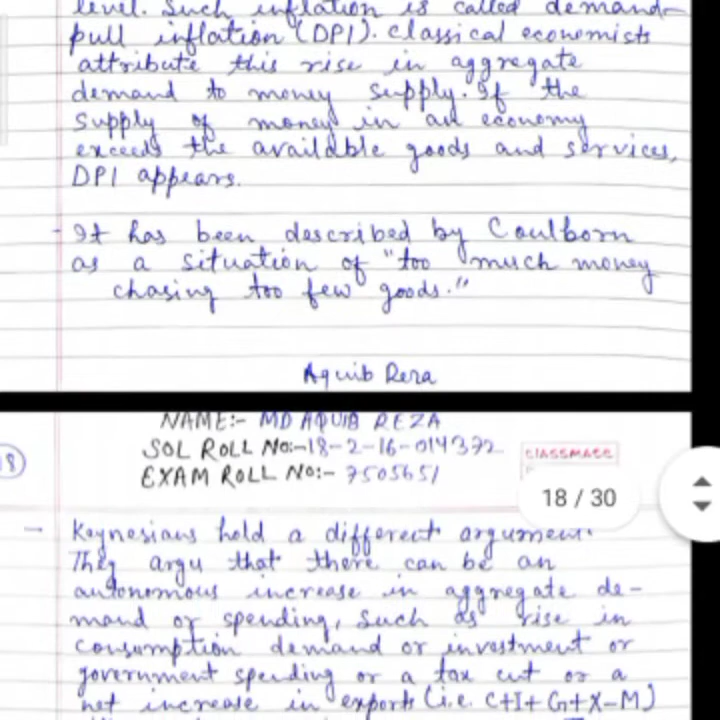 level. Such inflation is called demand-
pull inflation (DPI). Classical economists
attribute this rise in aggregate
demand to money supply. If the
supply of money in an economy
exceeds the available goods and services,
DPI appears.
- It has been described by Coulborn
as a situation of "too much money
chasing too few goods."
Aquib Reza
NAME:- MD AQUIB REZA
SOL ROLL No:-18-2-16-014372
EXAM ROLL No:- 7505651
CLASSMATE
18
18 / 30
- Keynesians hold a different argument.
They argu that there can be an
autonomous increase in aggregate de-
mand or spending, such as rise in
consumption demand or investment or
government spending or a tax cut or a
net increase in exports (i.e. C+I+G+X-M)